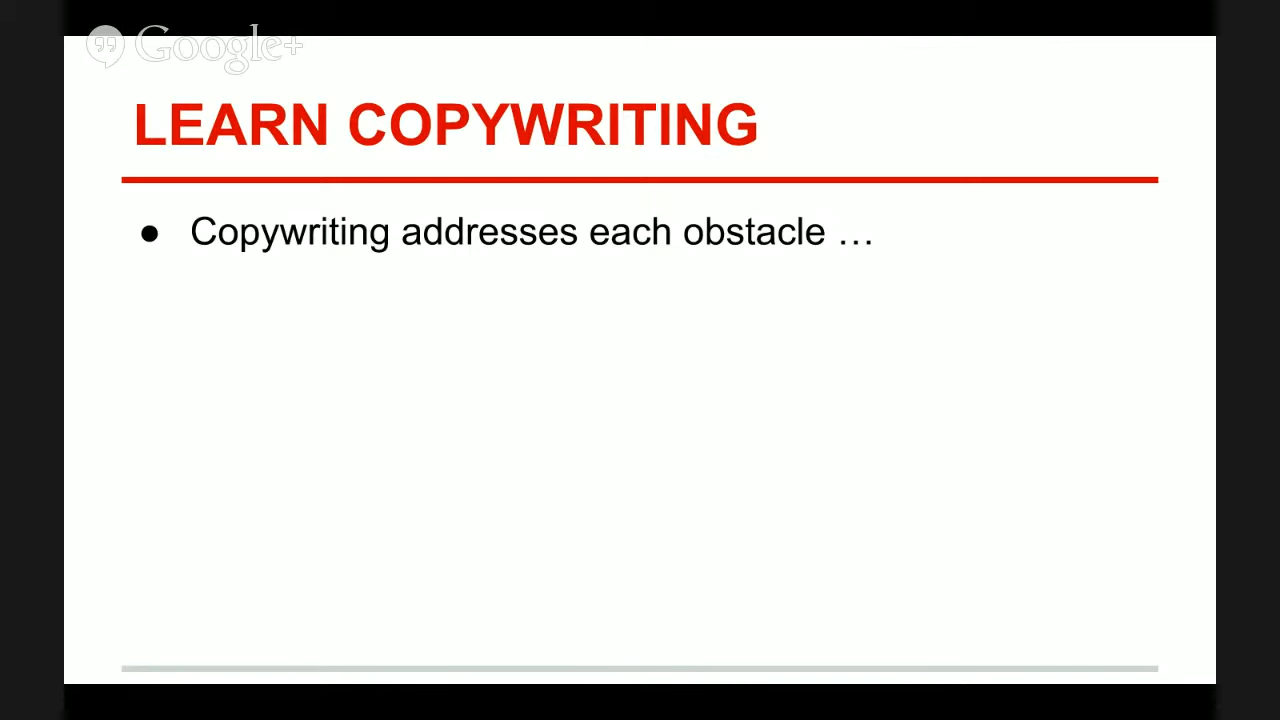 Google+
LEARN COPYWRITING
● Copywriting addresses each obstacle …